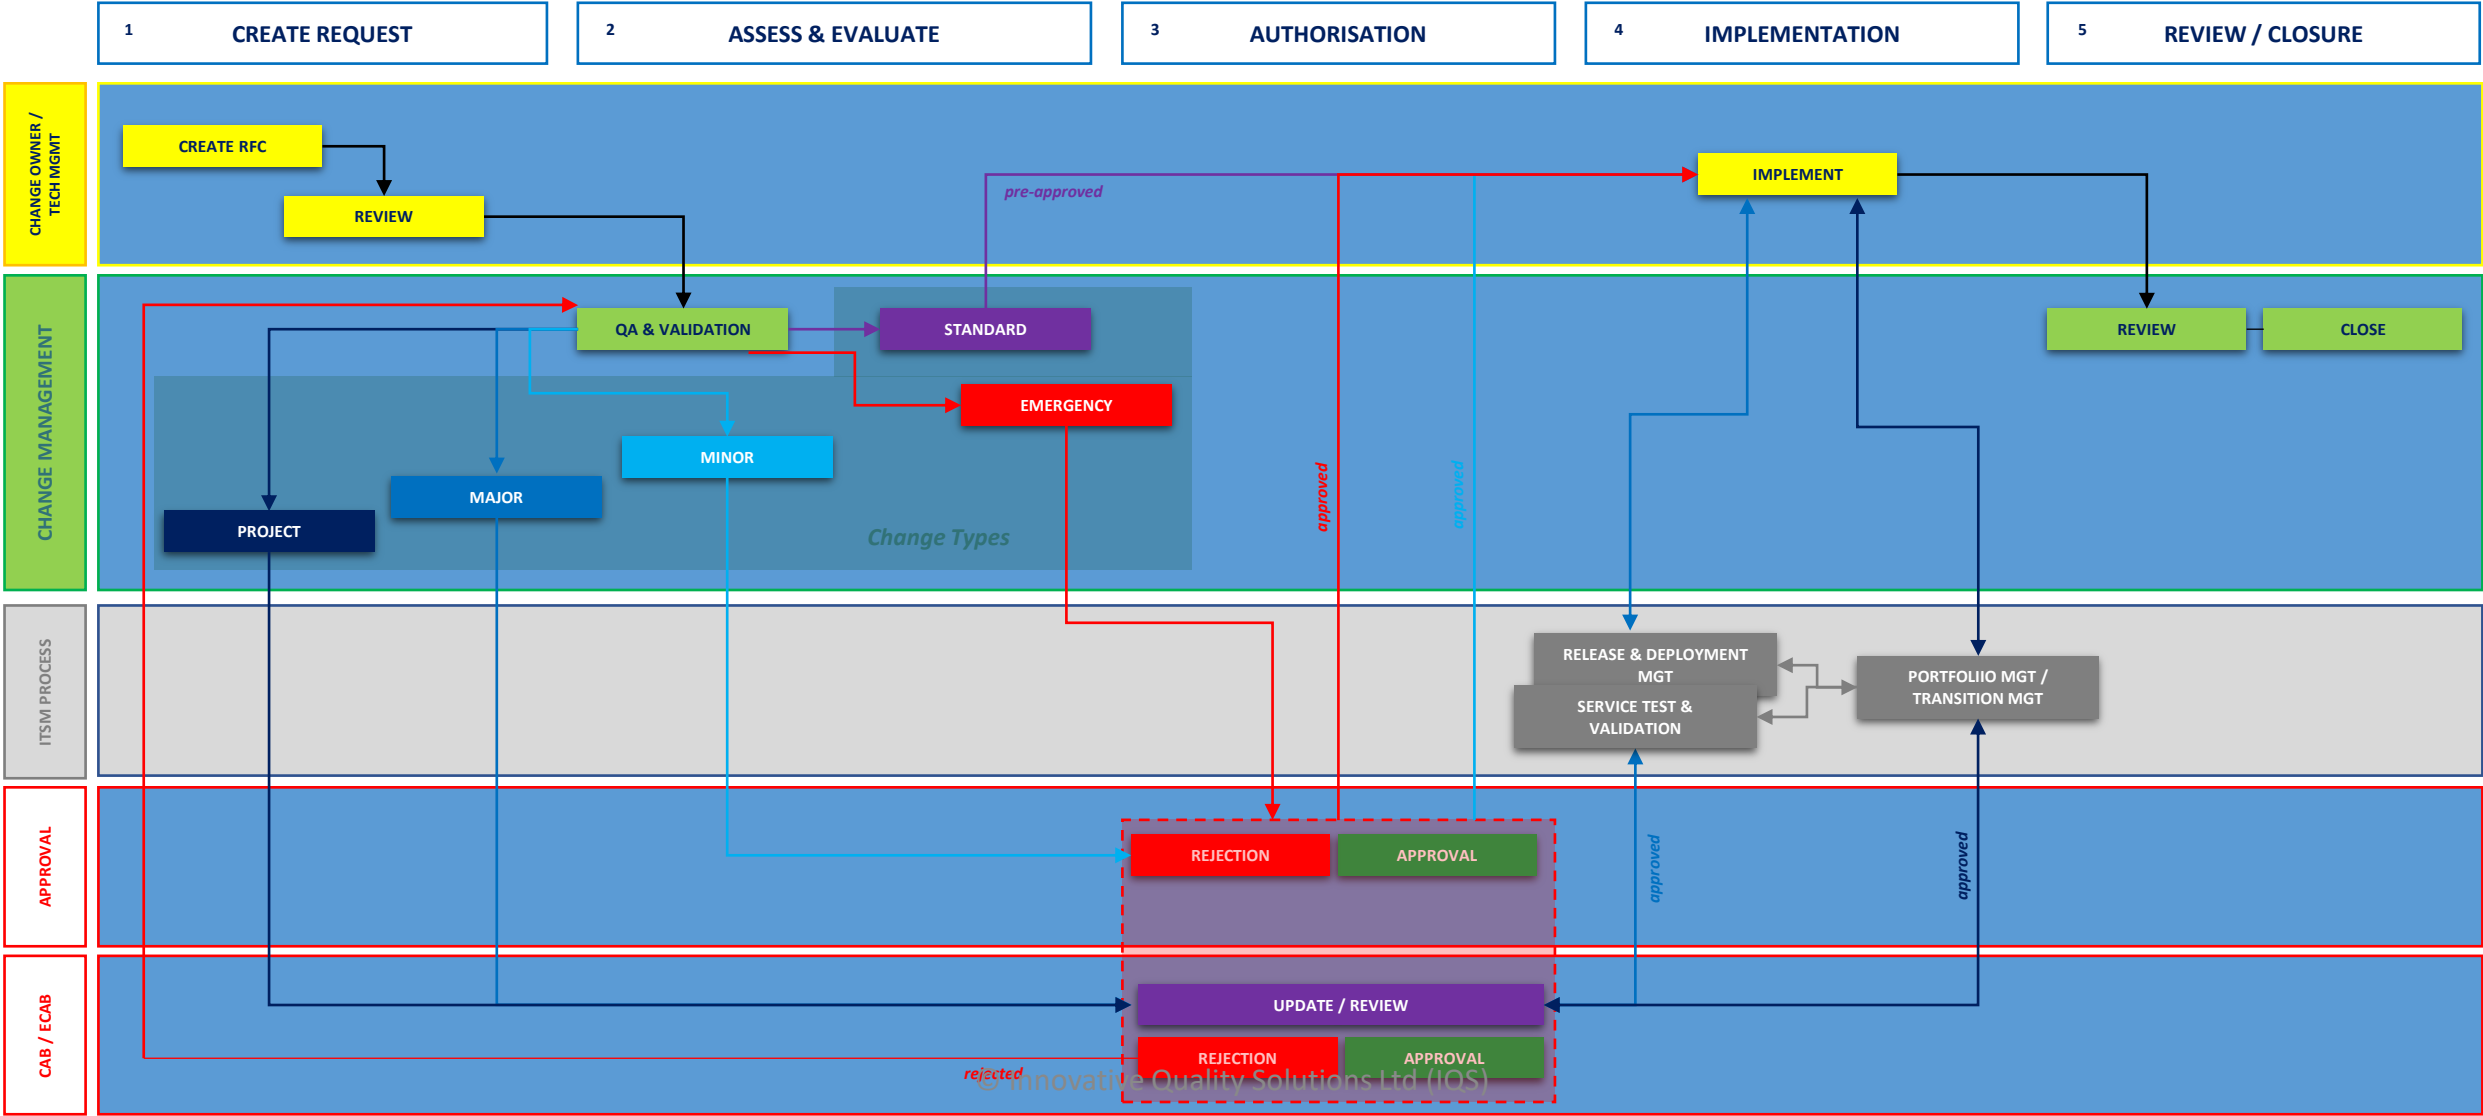 1 CREATE REQUEST
2 ASSESS & EVALUATE
3 AUTHORISATION
4 IMPLEMENTATION
5 REVIEW / CLOSURE
CHANGE OWNER /
TECH MGMT
CREATE RFC
REVIEW
pre-approved
IMPLEMENT
CHANGE MANAGEMENT
QA & VALIDATION
STANDARD
REVIEW
CLOSE
EMERGENCY
MINOR
MAJOR
PROJECT
Change Types
approved
approved
ITSM PROCESS
RELEASE & DEPLOYMENT
MGT
SERVICE TEST &
VALIDATION
PORTFOLIIO MGT /
TRANSITION MGT
APPROVAL
REJECTION
APPROVAL
approved
approved
CAB / ECAB
UPDATE / REVIEW
REJECTION
APPROVAL
rejected
© Innovative Quality Solutions Ltd (IQS)